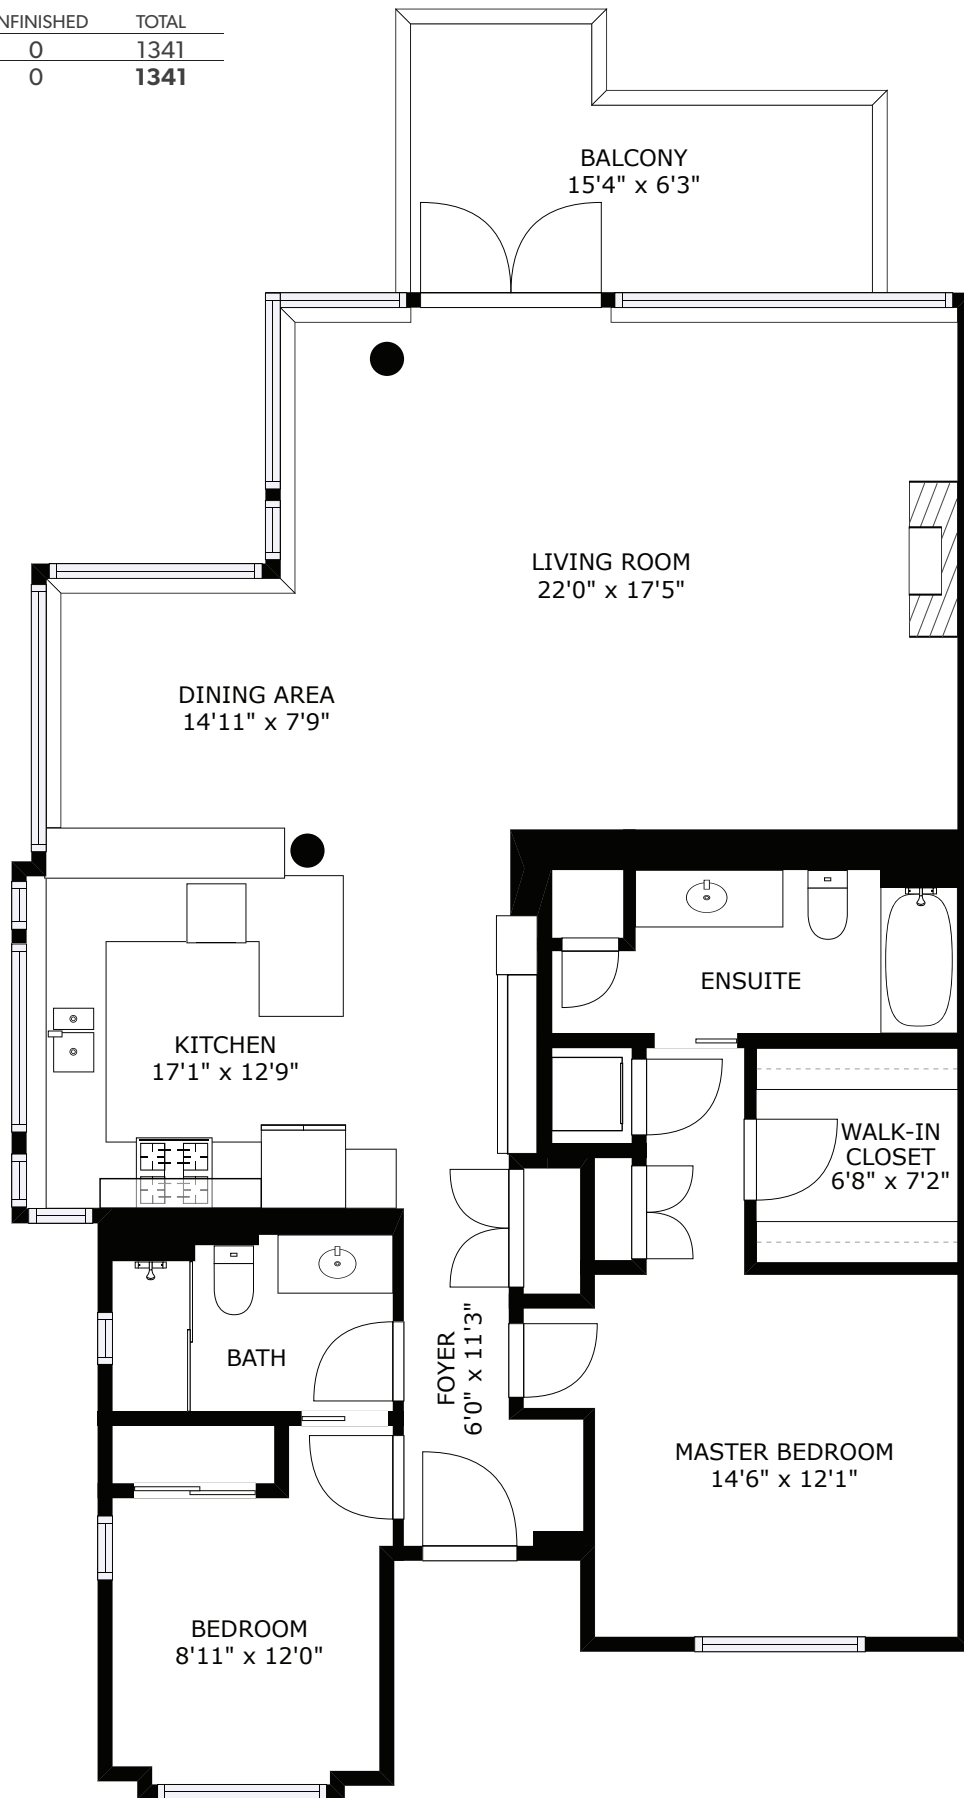 NFINISHED TOTAL
0 1341
0 1341
BALCONY
15'4" x 6'3"
LIVING ROOM
22'0" x 17'5"
DINING AREA
14'11" x 7'9"
ENSUITE
KITCHEN
17'1" x 12'9"
WALK-IN
CLOSET
6'8" x 7'2"
FOYER
6'0" x 11'3"
BATH
MASTER BEDROOM
14'6" x 12'1"
BEDROOM
8'11" x 12'0"